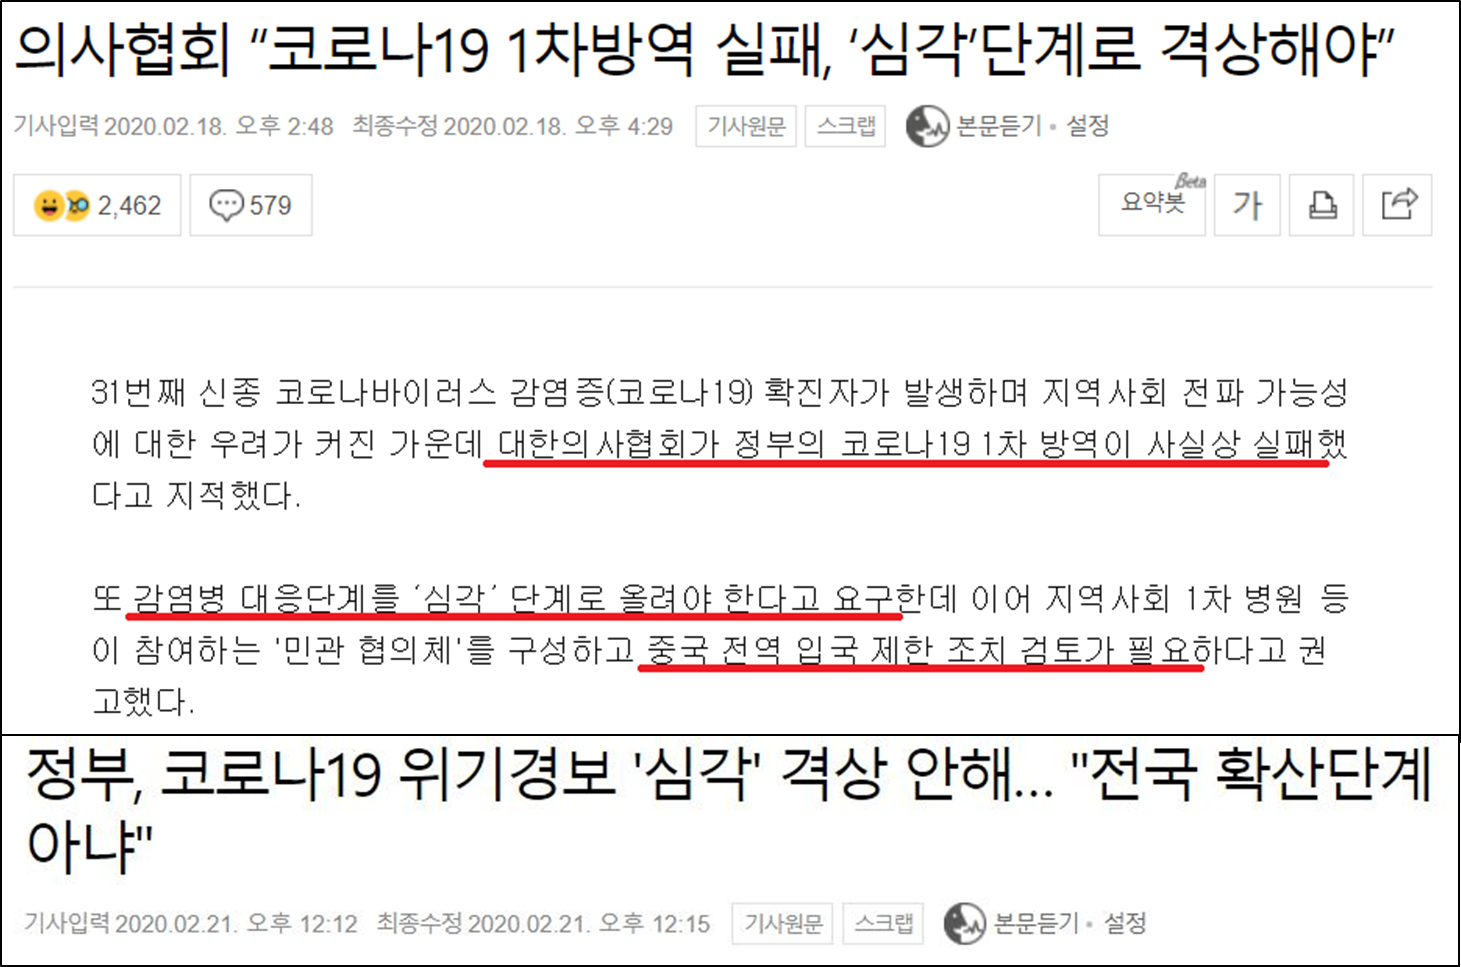 의사협회 “코로나19 1차방역 실패, ‘심각’단계로 격상해야”
기사입력 2020.02.18. 오후 2:48 최종수정 2020.02.18. 오후 4:29 기사원문 스크랩 본문듣기 · 설정
2,462 579 요약봇 Beta 가
31번째 신종 코로나바이러스 감염증(코로나19) 확진자가 발생하며 지역사회 전파 가능성
에 대한 우려가 커진 가운데 대한의사협회가 정부의 코로나19 1차 방역이 사실상 실패했
다고 지적했다.
또 감염병 대응단계를 ‘심각’ 단계로 올려야 한다고 요구한데 이어 지역사회 1차 병원 등
이 참여하는 '민관 협의체'를 구성하고 중국 전역 입국 제한 조치 검토가 필요하다고 권
고했다.
정부, 코로나19 위기경보 '심각' 격상 안해... "전국 확산단계
아냐"
기사입력 2020.02.21. 오후 12:12 최종수정 2020.02.21. 오후 12:15 기사원문 스크랩 본문듣기 · 설정